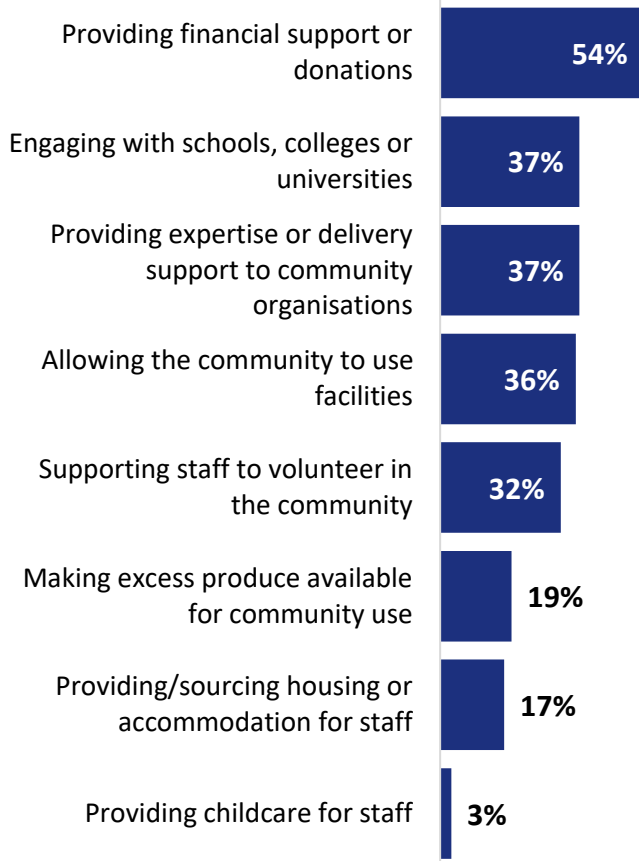 Providing financial support or
donations
54%
Engaging with schools, colleges or
universities
37%
Providing expertise or delivery
support to community
organisations
37%
Allowing the community to use
facilities
36%
Supporting staff to volunteer in
the community
32%
Making excess produce available
for community use
19%
Providing/sourcing housing or
accommodation for staff
17%
Providing childcare for staff
3%